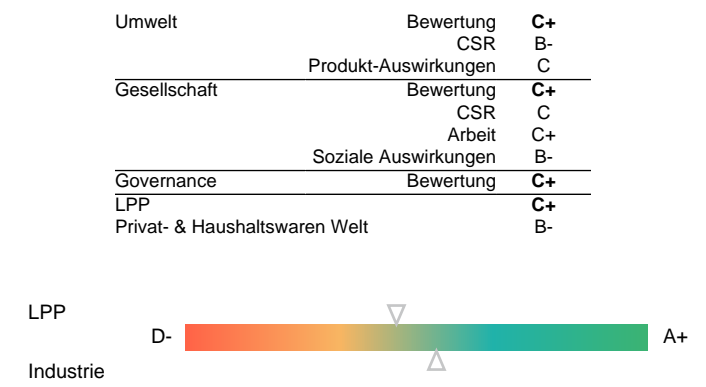 Umwelt Bewertung C+
CSR B-
Produkt-Auswirkungen C
Gesellschaft Bewertung C+
CSR C
Arbeit C+
Soziale Auswirkungen B-
Governance Bewertung C+
LPP C+
Privat- & Haushaltswaren Welt B-
LPP
D- A+
Industrie